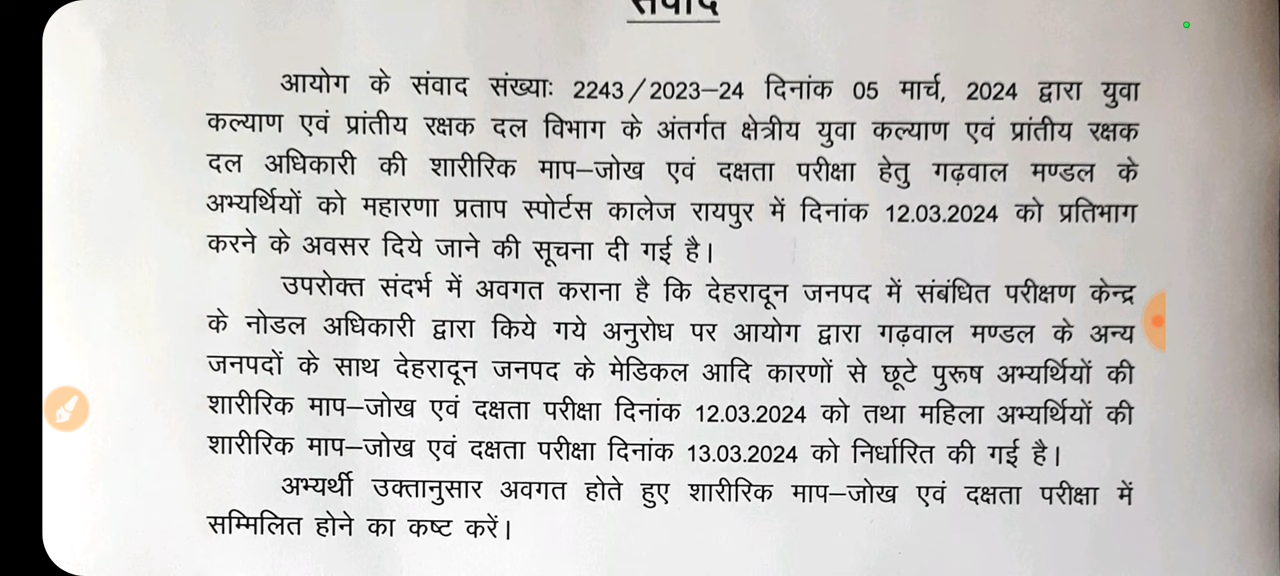 संवाद
आयोग के संवाद संख्याः 2243/2023–24 दिनांक 05 मार्च, 2024 द्वारा युवा
कल्याण एवं प्रांतीय रक्षक दल विभाग के अंतर्गत क्षेत्रीय युवा कल्याण एवं प्रांतीय रक्षक
दल अधिकारी की शारीरिक माप–जोख एवं दक्षता परीक्षा हेतु गढ़वाल मण्डल के
अभ्यर्थियों को महारणा प्रताप स्पोर्टस कालेज रायपुर में दिनांक 12.03.2024 को प्रतिभाग
करने के अवसर दिये जाने की सूचना दी गई है।
उपरोक्त संदर्भ में अवगत कराना है कि देहरादून जनपद में संबंधित परीक्षण केन्द्र
के नोडल अधिकारी द्वारा किये गये अनुरोध पर आयोग द्वारा गढ़वाल मण्डल के अन्य
जनपदों के साथ देहरादून जनपद के मेडिकल आदि कारणों से छूटे पुरूष अभ्यर्थियों की
शारीरिक माप–जोख एवं दक्षता परीक्षा दिनांक 12.03.2024 को तथा महिला अभ्यर्थियों की
शारीरिक माप–जोख एवं दक्षता परीक्षा दिनांक 13.03.2024 को निर्धारित की गई है।
अभ्यर्थी उक्तानुसार अवगत होते हुए शारीरिक माप–जोख एवं दक्षता परीक्षा में
सम्मिलित होने का कष्ट करें।